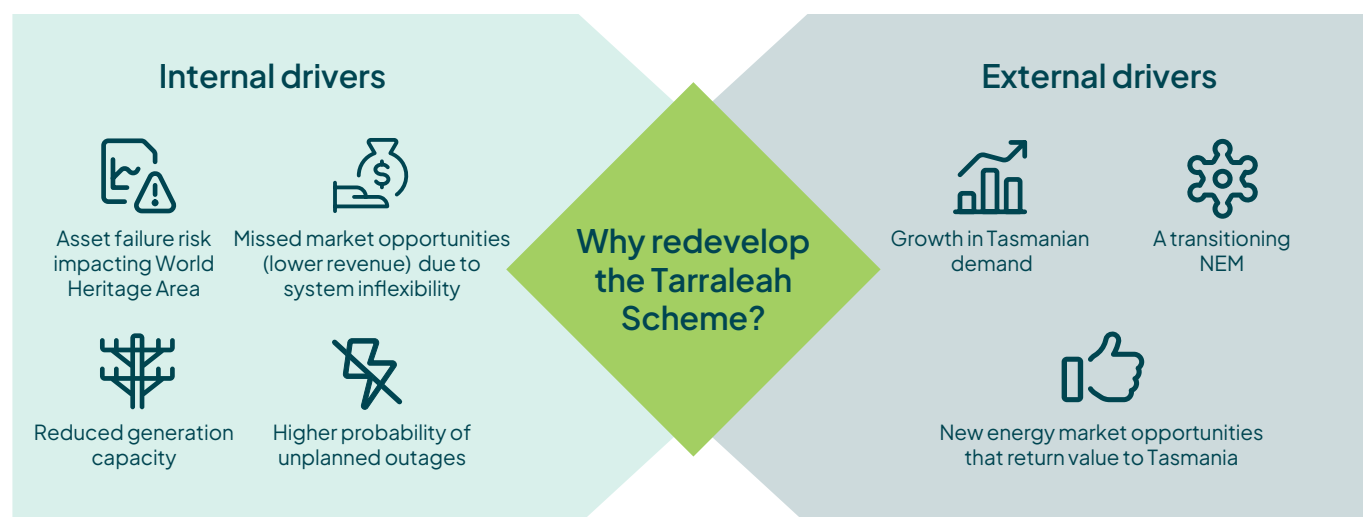 Internal drivers
Asset failure risk
impacting World
Heritage Area
Missed market opportunities
(lower revenue) due to
system inflexibility
Reduced generation
capacity
Higher probability of
unplanned outages
Why redevelop
the Tarraleah
Scheme?
External drivers
Growth in Tasmanian
demand
A transitioning
NEM
New energy market opportunities
that return value to Tasmania